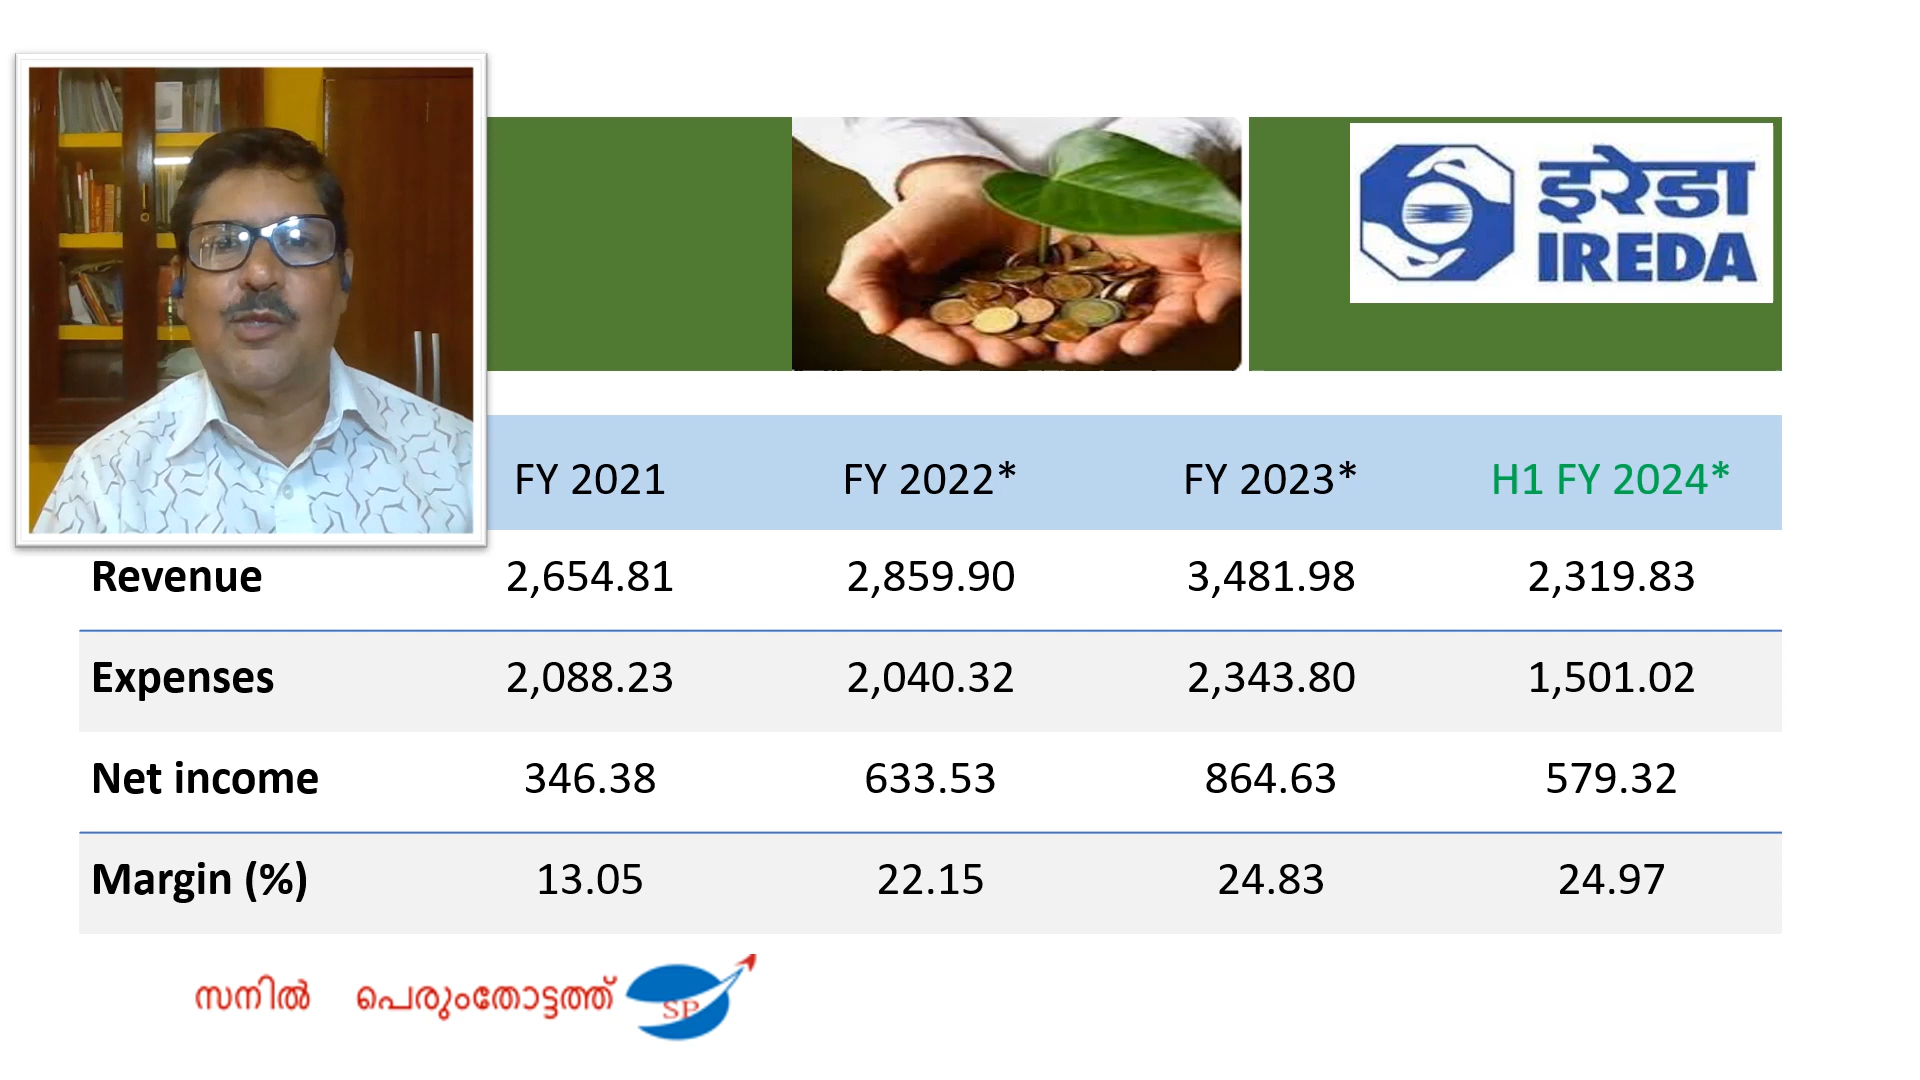 इरेडा
IREDA
FY 2021 FY 2022* FY 2023* H1 FY 2024*
Revenue 2,654.81 2,859.90 3,481.98 2,319.83
Expenses 2,088.23 2,040.32 2,343.80 1,501.02
Net income 346.38 633.53 864.63 579.32
Margin (%) 13.05 22.15 24.83 24.97
സനിൽ പെരുംതോട്ടത്ത് SP